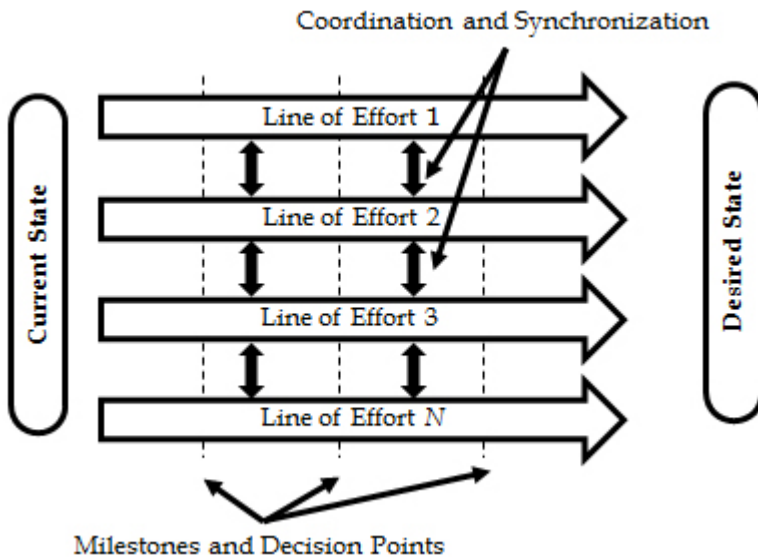 Coordination and Synchronization
Current State
Line of Effort 1
Line of Effort 2
Line of Effort 3
Line of Effort N
Desired State
Milestones and Decision Points